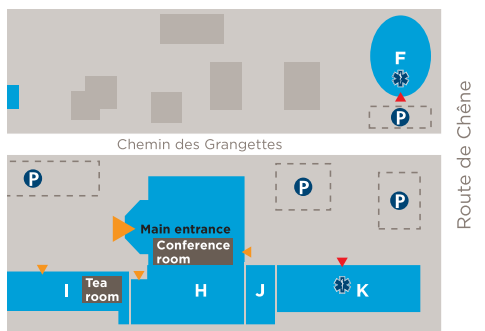 F
P
Chemin des Grangettes
Route de Chêne
P
P
P
Main entrance
Conference
room
I
Tea
room
H
J
K